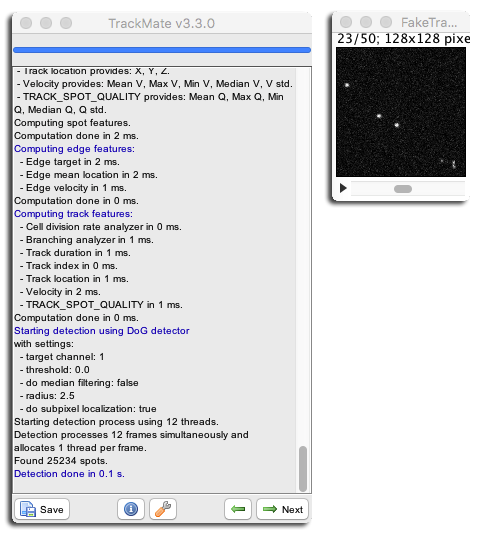 TrackMate v3.3.0
- Track location provides: X, Y, Z.
- Velocity provides: Mean V, Max V, Min V, Median V, V std.
- TRACK_SPOT_QUALITY provides: Mean Q, Max Q, Min
Q, Median Q, Q std.
Computing spot features.
Computation done in 2 ms.
Computing edge features:
- Edge target in 2 ms.
- Edge mean location in 2 ms.
- Edge velocity in 1 ms.
Computation done in 0 ms.
Computing track features:
- Cell division rate analyzer in 0 ms.
- Branching analyzer in 1 ms.
- Track duration in 1 ms.
- Track index in 0 ms.
- Track location in 1 ms.
- Velocity in 2 ms.
- TRACK_SPOT_QUALITY in 1 ms.
Computation done in 0 ms.
Starting detection using DoG detector
with settings:
- target channel: 1
- threshold: 0.0
- do median filtering: false
- radius: 2.5
- do subpixel localization: true
Starting detection process using 12 threads.
Detection processes 12 frames simultaneously and
allocates 1 thread per frame.
Found 25234 spots.
Detection done in 0.1 s.
Save
Next
FakeTra...
23/50; 128x128 pixe